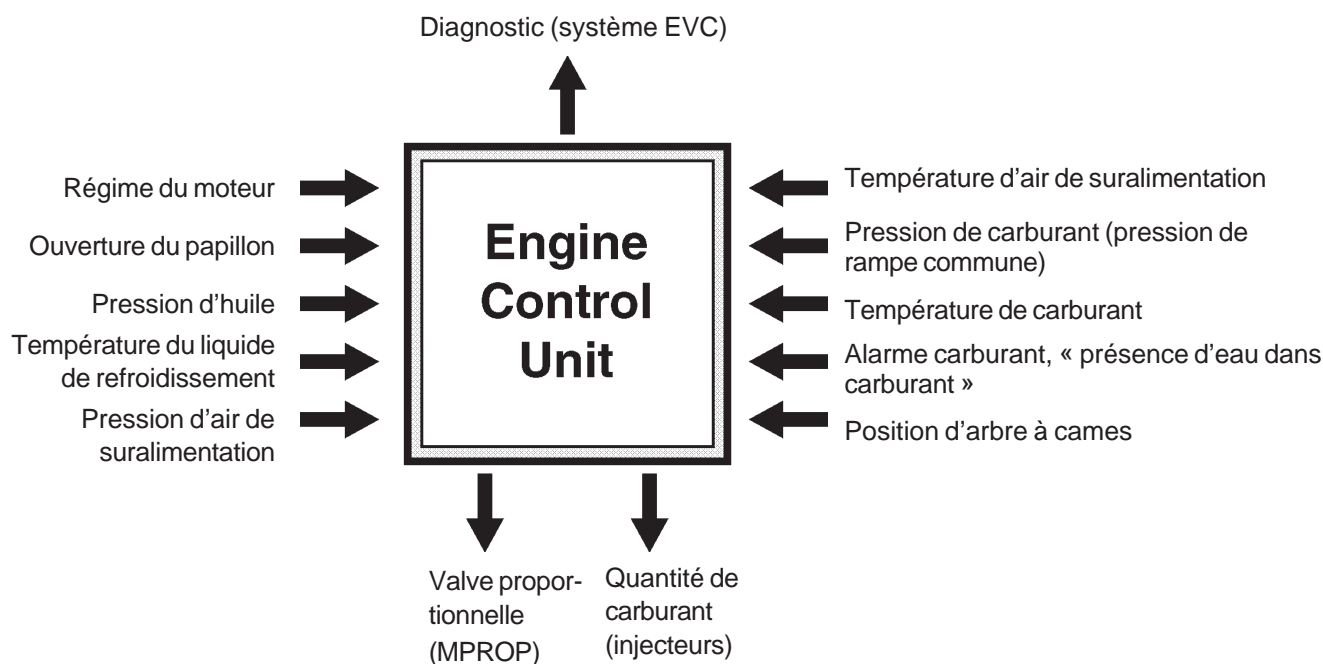 Diagnostic (système EVC)
Régime du moteur
Ouverture du papillon
Pression d'huile
Température du liquide
de refroidissement
Pression d'air de
suralimentation
Engine
Control
Unit
Température d'air de suralimentation
Pression de carburant (pression de
rampe commune)
Température de carburant
Alarme carburant, « présence d'eau dans
carburant »
Position d'arbre à cames
Valve propor-
tionnelle
(MPROP)
Quantité de
carburant
(injecteurs)